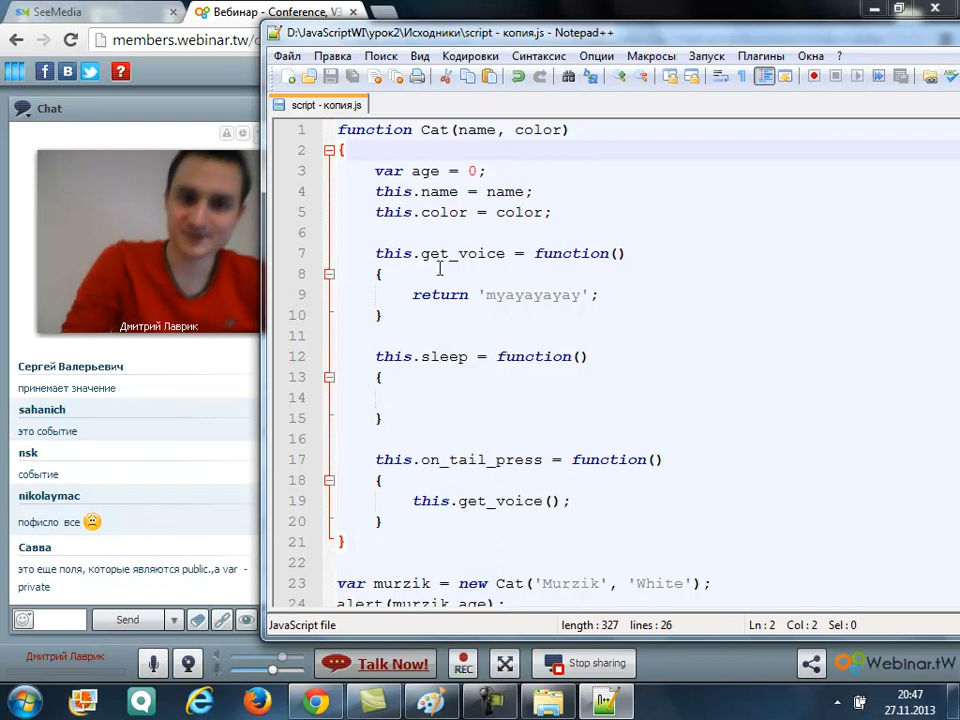 SeeMedia
Вебинар - Conference, V3
members.webinar.tw/c
Chat
Дмитрий Лаврик
Сергей Валерьевич
принемает значение
sahanich
это событие
nsk
событие
nikolaymac
пофисло все
Савва
это еще поля, которые являются public.,а var -
private
Send
Дмитрий Лаврик
Talk Now!
REC
Stop sharing
Webinar.tW
D:\JavaScriptWI\урок2\Исходники\script - копия.js - Notepad++
Файл Правка Поиск Вид Кодировки Синтаксис Опции Макросы Запуск Плагины Окна ?
script - копия.js
1 function Cat(name, color)
2 {
3 var age = 0;
4 this.name = name;
5 this.color = color;
6
7 this.get_voice = function()
8 {
9 return 'myayayayay';
10 }
11
12 this.sleep = function()
13 {
14
15 }
16
17 this.on_tail_press = function()
18 {
19 this.get_voice();
20 }
21 }
22
23 var murzik = new Cat('Murzik', 'White');
24 alert(murzik.age);
JavaScript file length : 327 lines : 26 Ln : 2 Col : 2 Sel : 0
20:47
27.11.2013